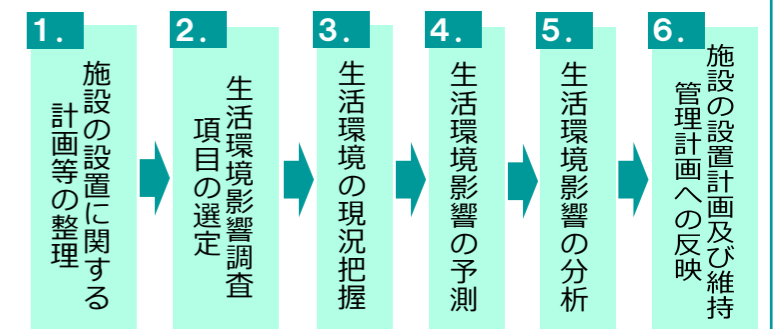 1.
施設の設置に関する
計画等の整理
2.
生活環境影響調査
項目の選定
3.
生活環境の現況把握
4.
生活環境影響の予測
5.
生活環境影響の分析
6.
施設の設置計画及び維持
管理計画への反映